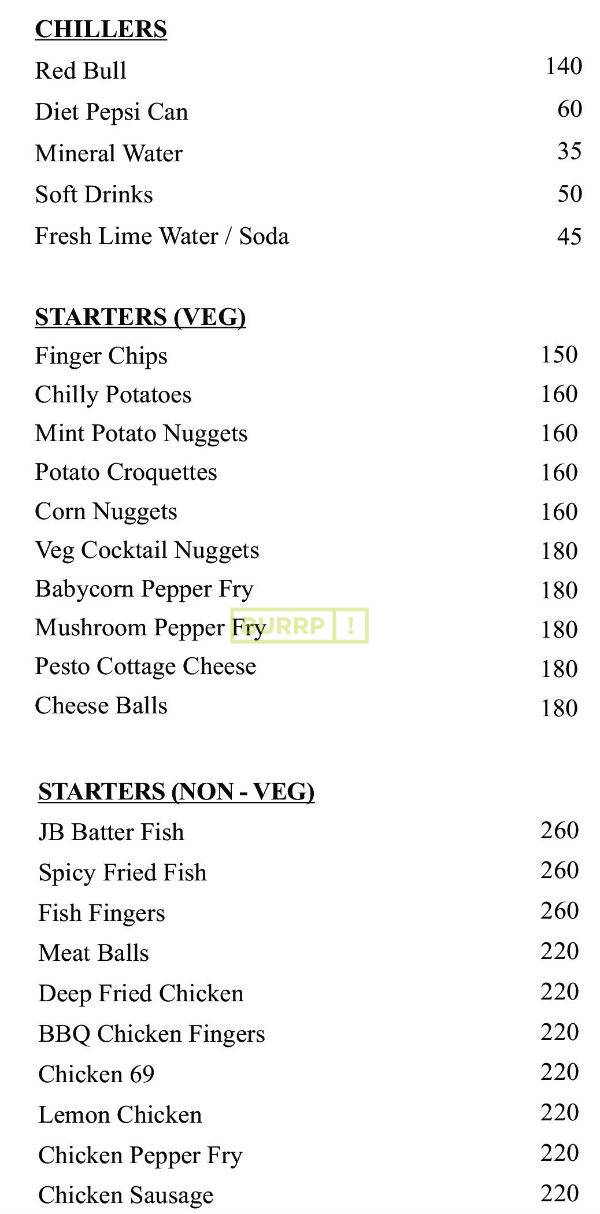 CHILLERS
Red Bull 140
Diet Pepsi Can 60
Mineral Water 35
Soft Drinks 50
Fresh Lime Water / Soda 45
STARTERS (VEG)
Finger Chips 150
Chilly Potatoes 160
Mint Potato Nuggets 160
Potato Croquettes 160
Corn Nuggets 160
Veg Cocktail Nuggets 180
Babycorn Pepper Fry 180
Mushroom Pepper Fry 180
BURRP !
Pesto Cottage Cheese 180
Cheese Balls 180
STARTERS (NON - VEG)
JB Batter Fish 260
Spicy Fried Fish 260
Fish Fingers 260
Meat Balls 220
Deep Fried Chicken 220
BBQ Chicken Fingers 220
Chicken 69 220
Lemon Chicken 220
Chicken Pepper Fry 220
Chicken Sausage 220